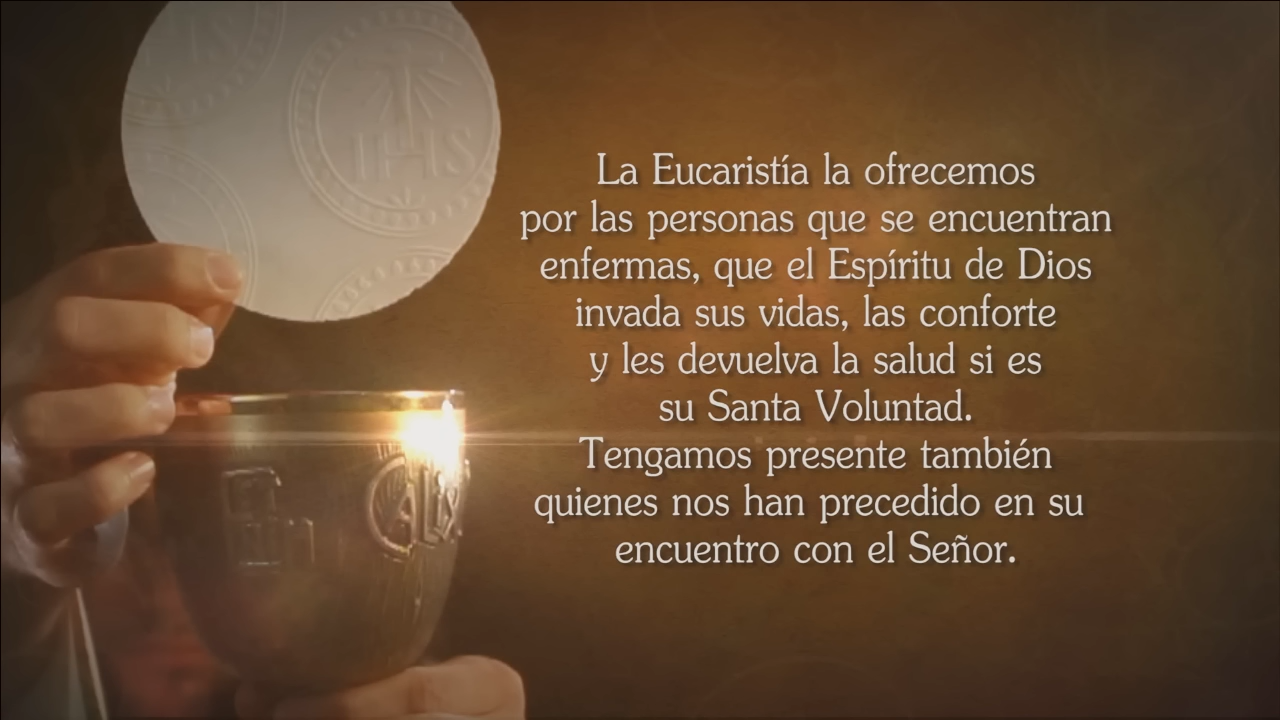 IHS
La Eucaristía la ofrecemos
por las personas que se encuentran
enfermas, que el Espíritu de Dios
invada sus vidas, las conforte
y les devuelva la salud si es
su Santa Voluntad.
Tengamos presente también
quienes nos han precedido en su
encuentro con el Señor.